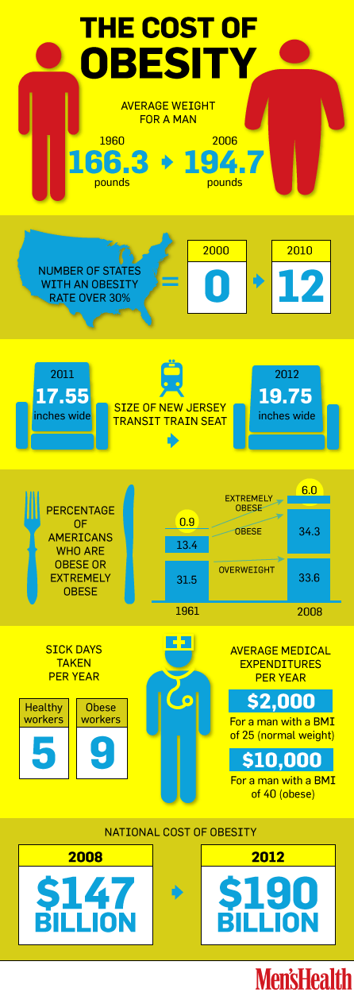 THE COST OF
OBESITY
AVERAGE WEIGHT
FOR A MAN
1960
166.3
pounds
2006
194.7
pounds
NUMBER OF STATES
WITH AN OBESITY
RATE OVER 30%
=
2000
0
2010
12
2011
17.55
inches wide
SIZE OF NEW JERSEY
TRANSIT TRAIN SEAT
2012
19.75
inches wide
PERCENTAGE
OF
AMERICANS
WHO ARE
OBESE OR
EXTREMELY
OBESE
0.9
13.4
31.5
1961
EXTREMELY
OBESE
OBESE
OVERWEIGHT
6.0
34.3
33.6
2008
SICK DAYS
TAKEN
PER YEAR
Healthy
workers
5
Obese
workers
9
AVERAGE MEDICAL
EXPENDITURES
PER YEAR
$2,000
For a man with a BMI
of 25 (normal weight)
$10,000
For a man with a BMI
of 40 (obese)
NATIONAL COST OF OBESITY
2008
$147
BILLION
2012
$190
BILLION
Men'sHealth